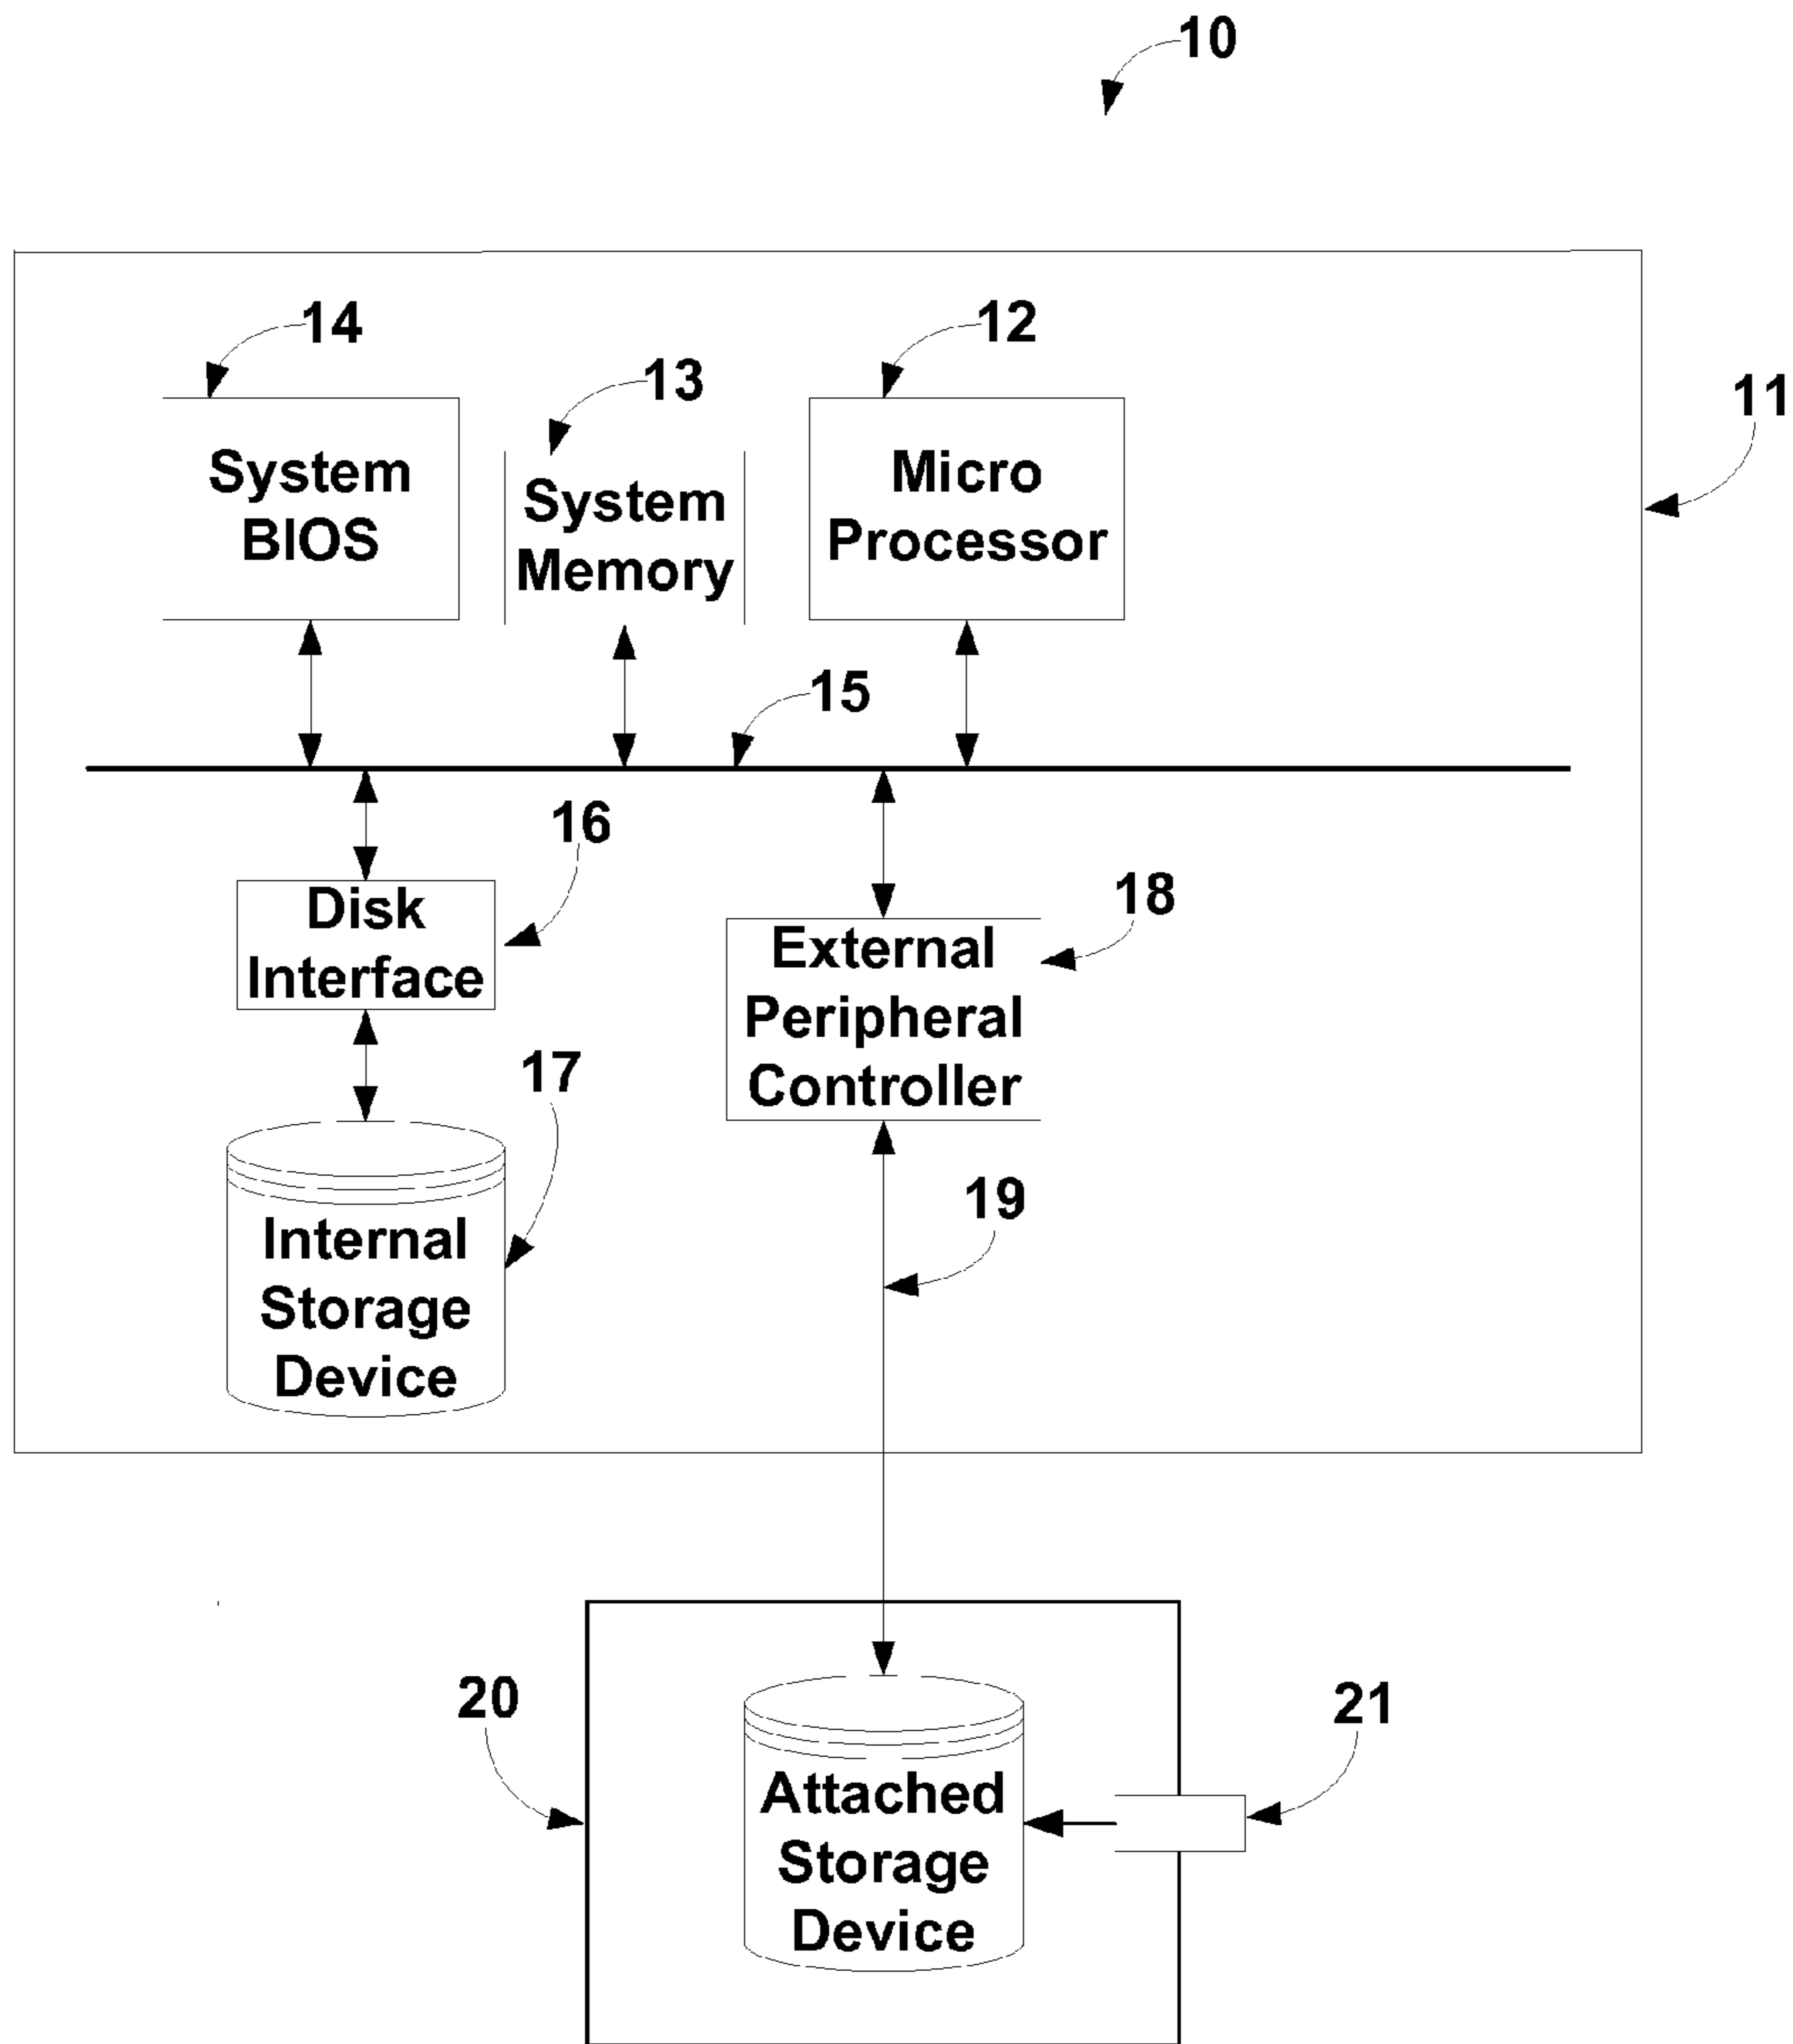 10
14
12
13
11
System
BIOS
System
Memory
Micro
Processor
15
16
Disk
Interface
18
External
Peripheral
Controller
17
Internal
Storage
Device
19
20
21
Attached
Storage
Device